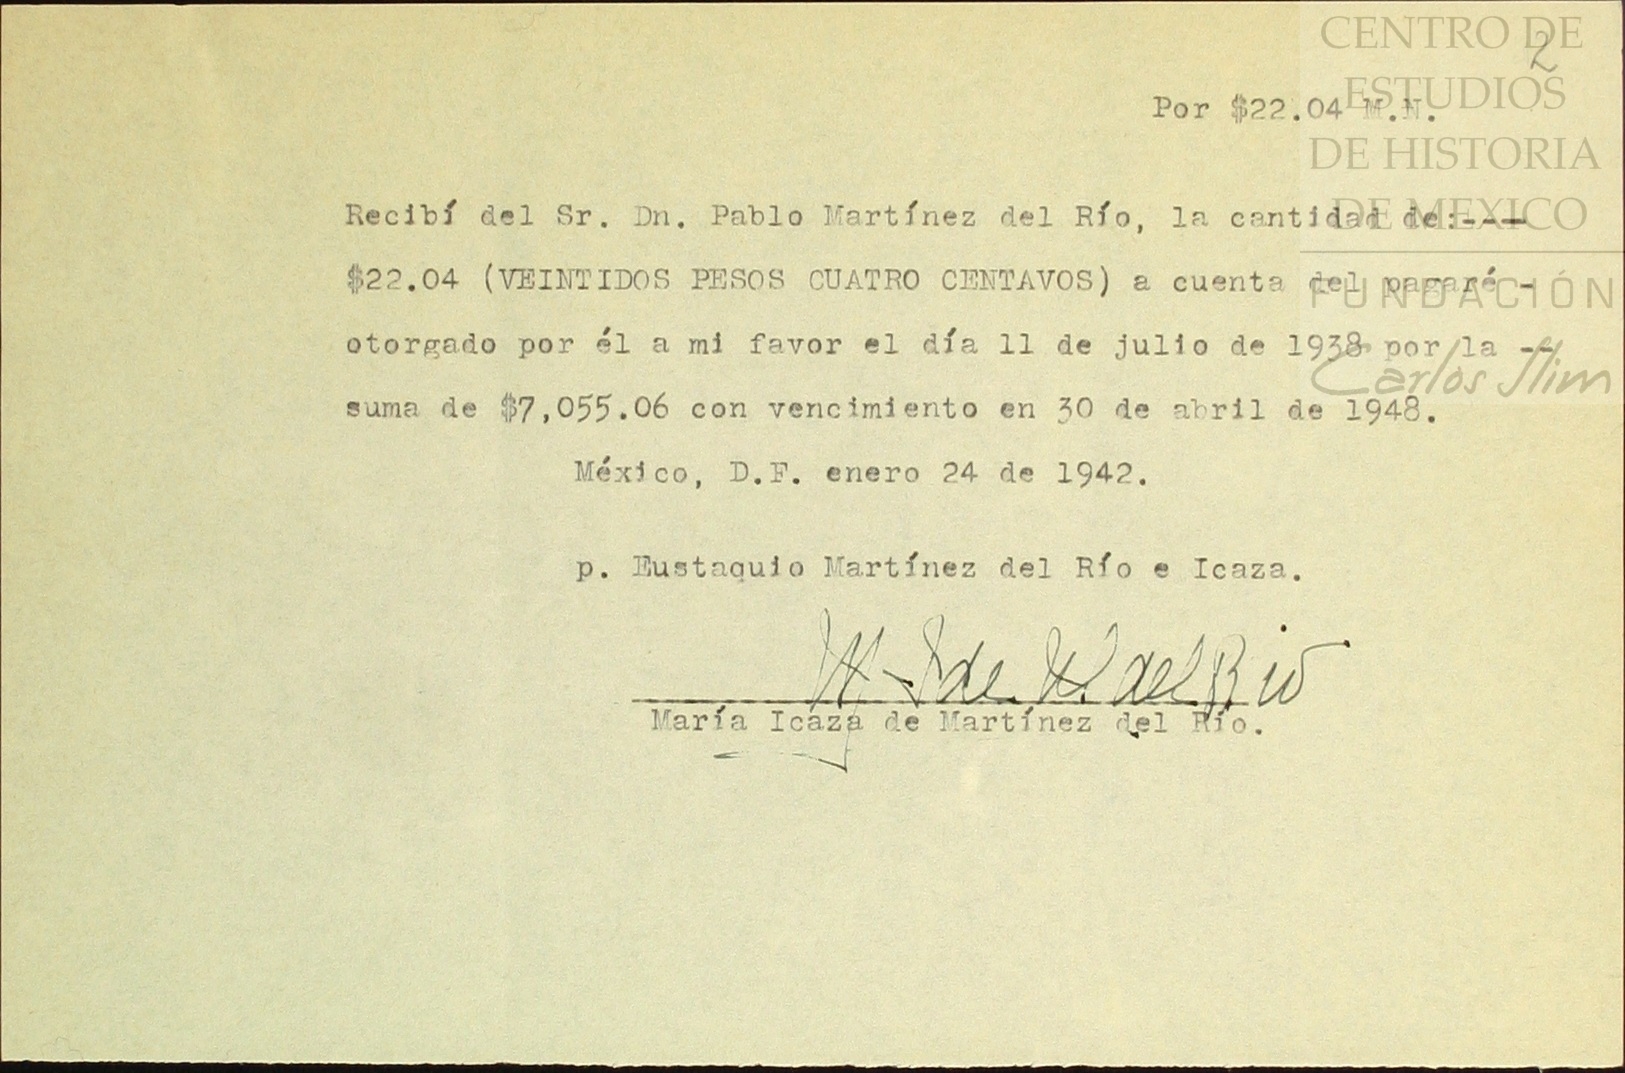 CENTRO DE
2
ESTUDIOS
Por $22.04 M.N.
DE HISTORIA
DE MEXICO
Recibí del Sr. Dn. Pablo Martínez del Río, la cantidad de:---
$22.04 (VEINTIDOS PESOS CUATRO CENTAVOS) a cuenta del pagaré -
FUNDACIÓN
otorgado por él a mi favor el día 11 de julio de 1938 por la --
Carlos Slim
suma de $7,055.06 con vencimiento en 30 de abril de 1948.
México, D.F. enero 24 de 1942.
p. Eustaquio Martínez del Río e Icaza.
M. I de M. del Río
María Icaza de Martínez del Río.